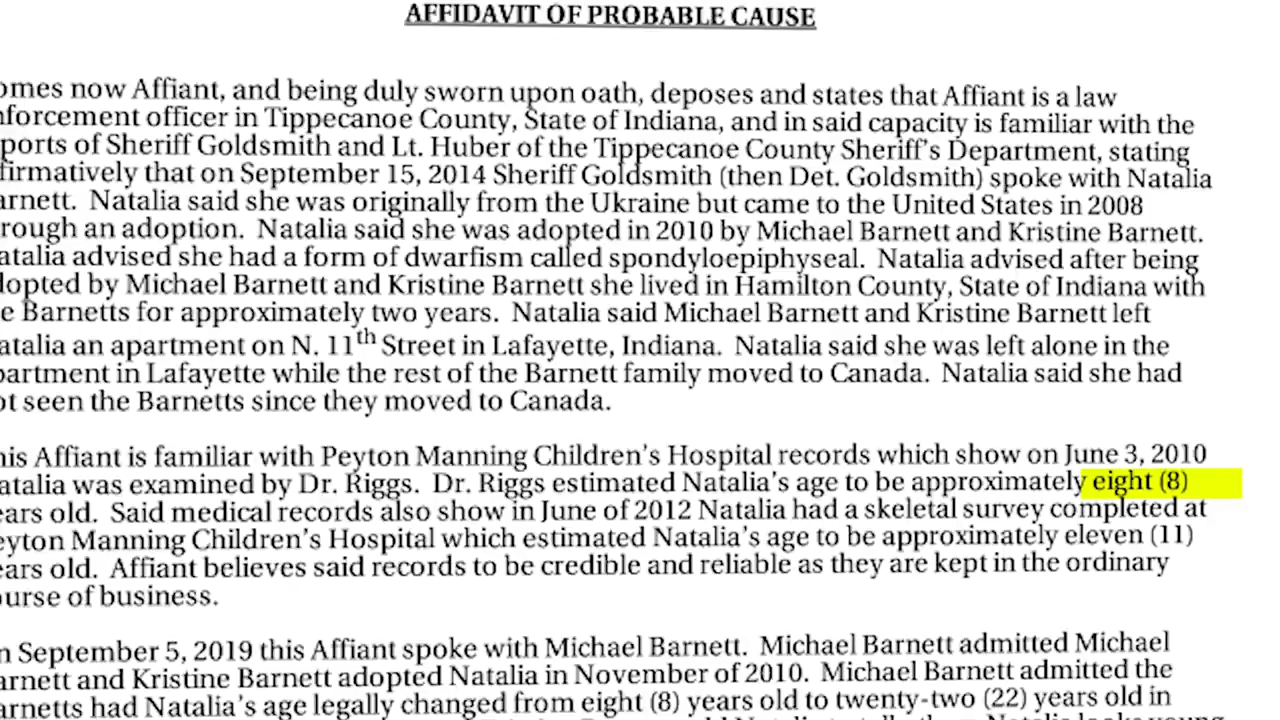 AFFIDAVIT OF PROBABLE CAUSE
omes now Affiant, and being duly sworn upon oath, deposes and states that Affiant is a law
nforcement officer in Tippecanoe County, State of Indiana, and in said capacity is familiar with the
ports of Sheriff Goldsmith and Lt. Huber of the Tippecanoe County Sheriff's Department, stating
firmatively that on September 15, 2014 Sheriff Goldsmith (then Det. Goldsmith) spoke with Natalia
arnett. Natalia said she was originally from the Ukraine but came to the United States in 2008
rough an adoption. Natalia said she was adopted in 2010 by Michael Barnett and Kristine Barnett.
atalia advised she had a form of dwarfism called spondyloepiphyseal. Natalia advised after being
dopted by Michael Barnett and Kristine Barnett she lived in Hamilton County, State of Indiana with
e Barnetts for approximately two years. Natalia said Michael Barnett and Kristine Barnett left
atalia an apartment on N. 11th Street in Lafayette, Indiana. Natalia said she was left alone in the
partment in Lafayette while the rest of the Barnett family moved to Canada. Natalia said she had
ot seen the Barnetts since they moved to Canada.
his Affiant is familiar with Peyton Manning Children's Hospital records which show on June 3, 2010
atalia was examined by Dr. Riggs. Dr. Riggs estimated Natalia's age to be approximately eight (8)
ears old. Said medical records also show in June of 2012 Natalia had a skeletal survey completed at
eyton Manning Children's Hospital which estimated Natalia's age to be approximately eleven (11)
ears old. Affiant believes said records to be credible and reliable as they are kept in the ordinary
ourse of business.
n September 5, 2019 this Affiant spoke with Michael Barnett. Michael Barnett admitted Michael
arnett and Kristine Barnett adopted Natalia in November of 2010. Michael Barnett admitted the
arnetts had Natalia's age legally changed from eight (8) years old to twenty-two (22) years old in